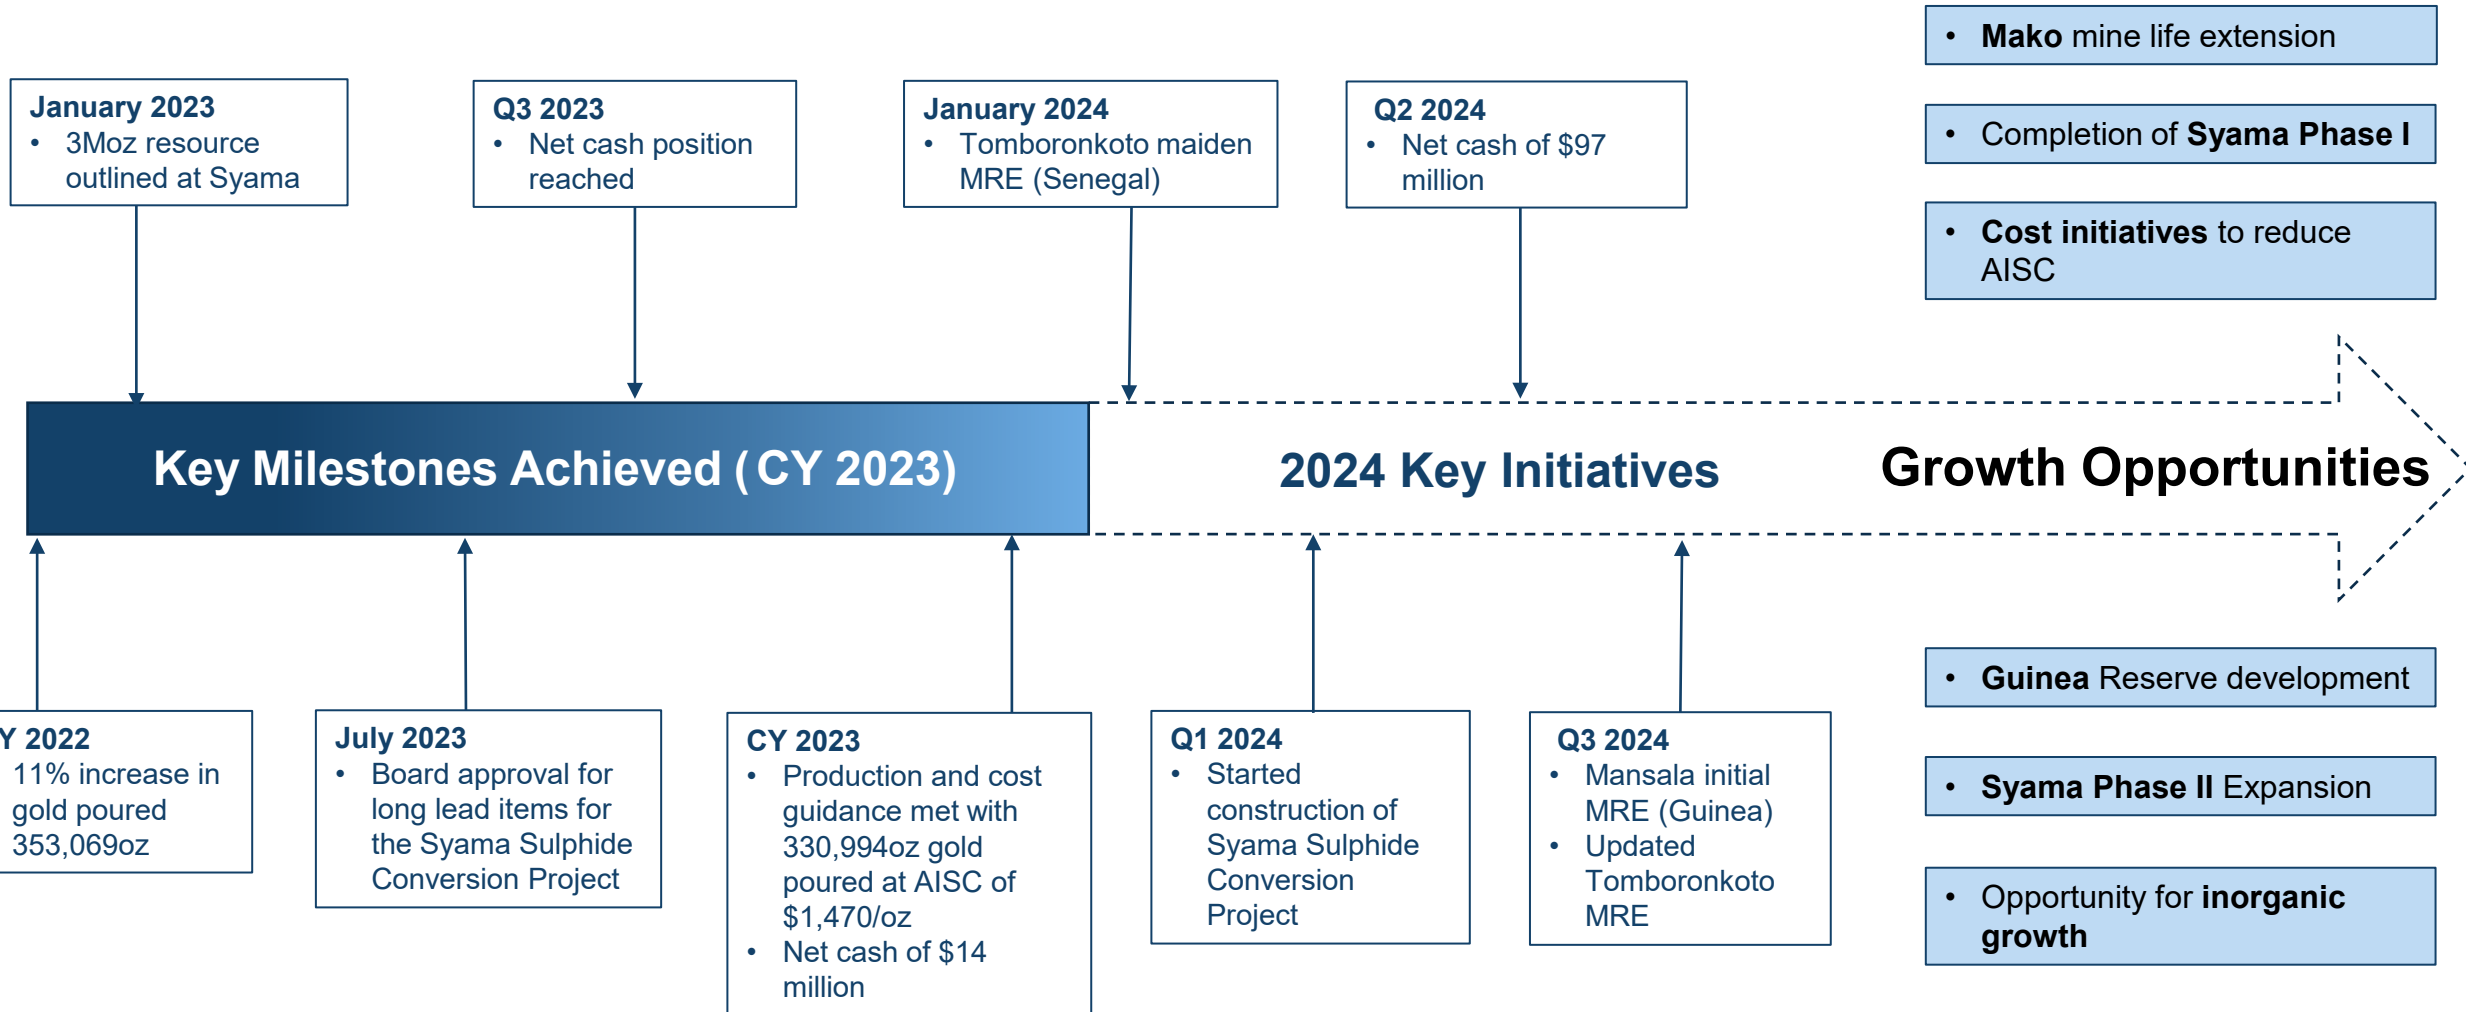 • Mako mine life extension
January 2023
• 3Moz resource
outlined at Syama
Q3 2023
• Net cash position
reached
January 2024
• Tomboronkoto maiden
MRE (Senegal)
Q2 2024
• Net cash of $97
million
• Completion of Syama Phase I
• Cost initiatives to reduce
AISC
Key Milestones Achieved (CY 2023)
2024 Key Initiatives
Growth Opportunities
Y 2022
11% increase in
gold poured
353,069oz
July 2023
• Board approval for
long lead items for
the Syama Sulphide
Conversion Project
CY 2023
• Production and cost
guidance met with
330,994oz gold
poured at AISC of
$1,470/oz
• Net cash of $14
million
Q1 2024
• Started
construction of
Syama Sulphide
Conversion
Project
Q3 2024
• Mansala initial
MRE (Guinea)
• Updated
Tomboronkoto
MRE
• Guinea Reserve development
• Syama Phase II Expansion
• Opportunity for inorganic
growth